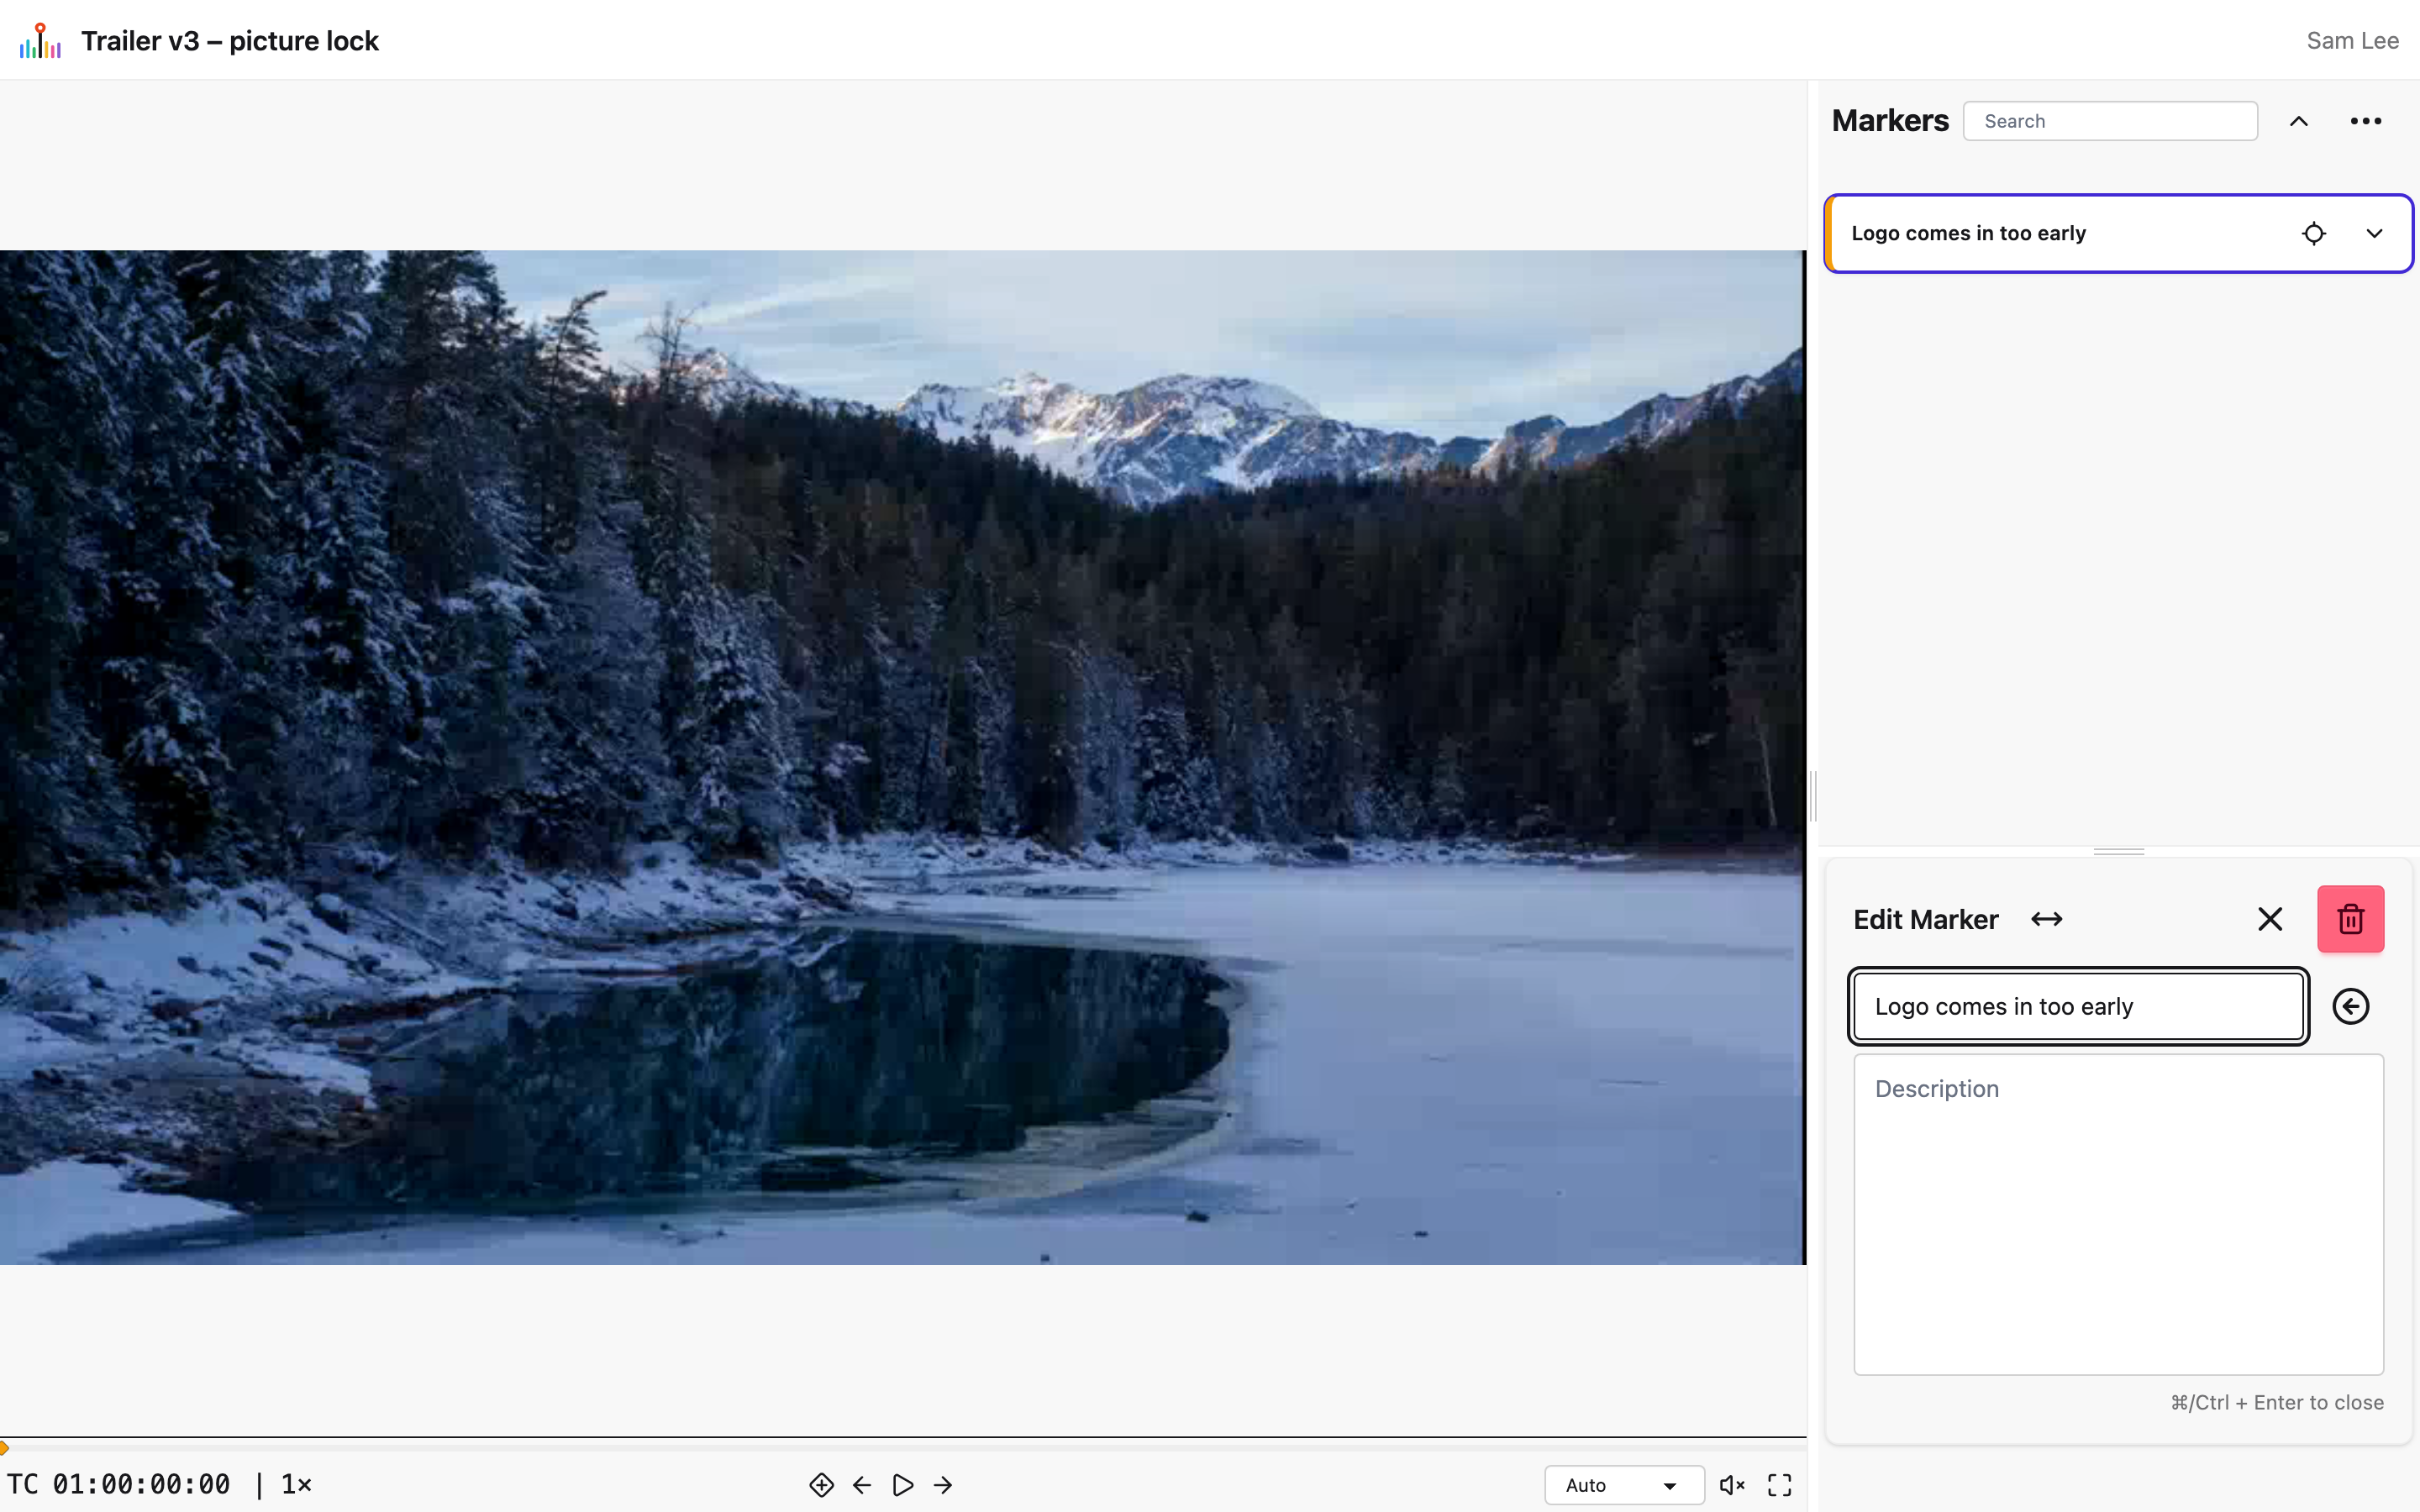 Trailer v3 – picture lock
Sam Lee
Markers
Search
Logo comes in too early
Edit Marker
Logo comes in too early
Description
⌘/Ctrl + Enter to close
TC 01:00:00:00 | 1×
Auto